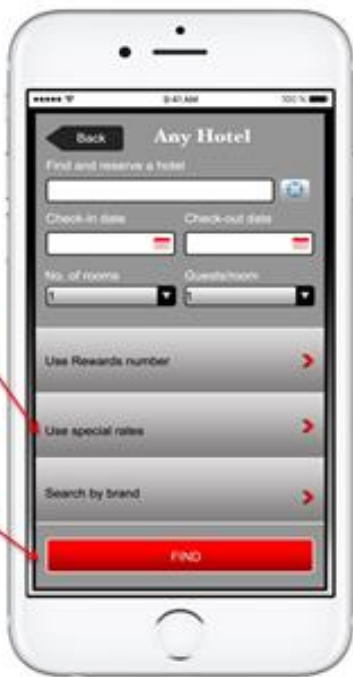 9:41 AM 100 %
Back Any Hotel
Find and reserve a hotel
Check-in date Check-out date
No. of rooms Guests/room
1 1
Use Rewards number
Use special rates
Search by brand
FIND